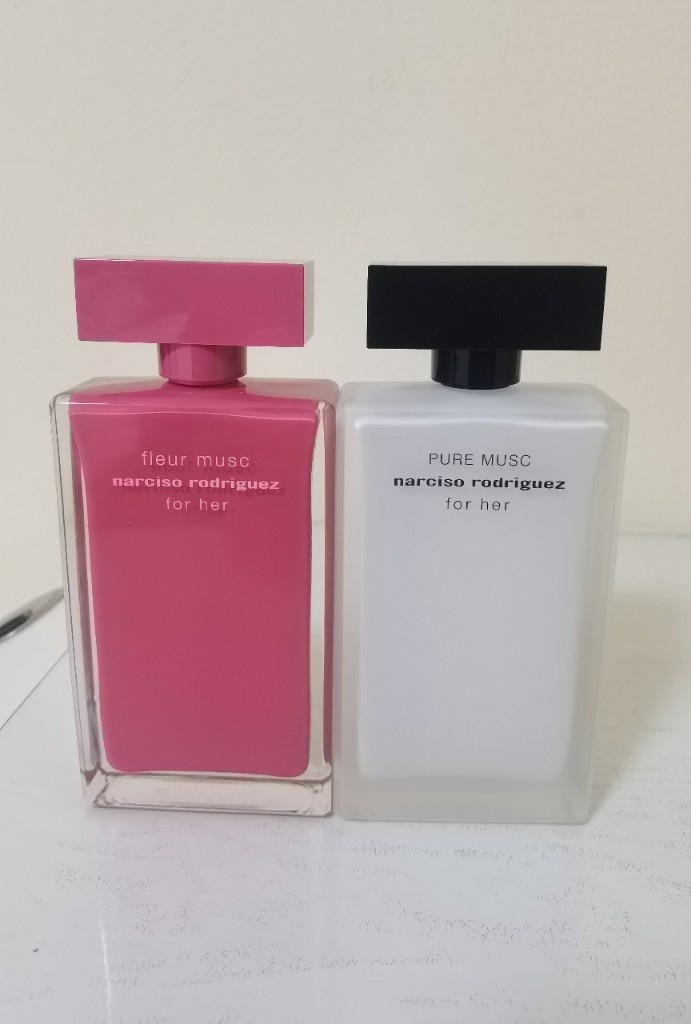 fleur musc
narciso rodriguez
for her
PURE MUSC
narciso rodriguez
for her